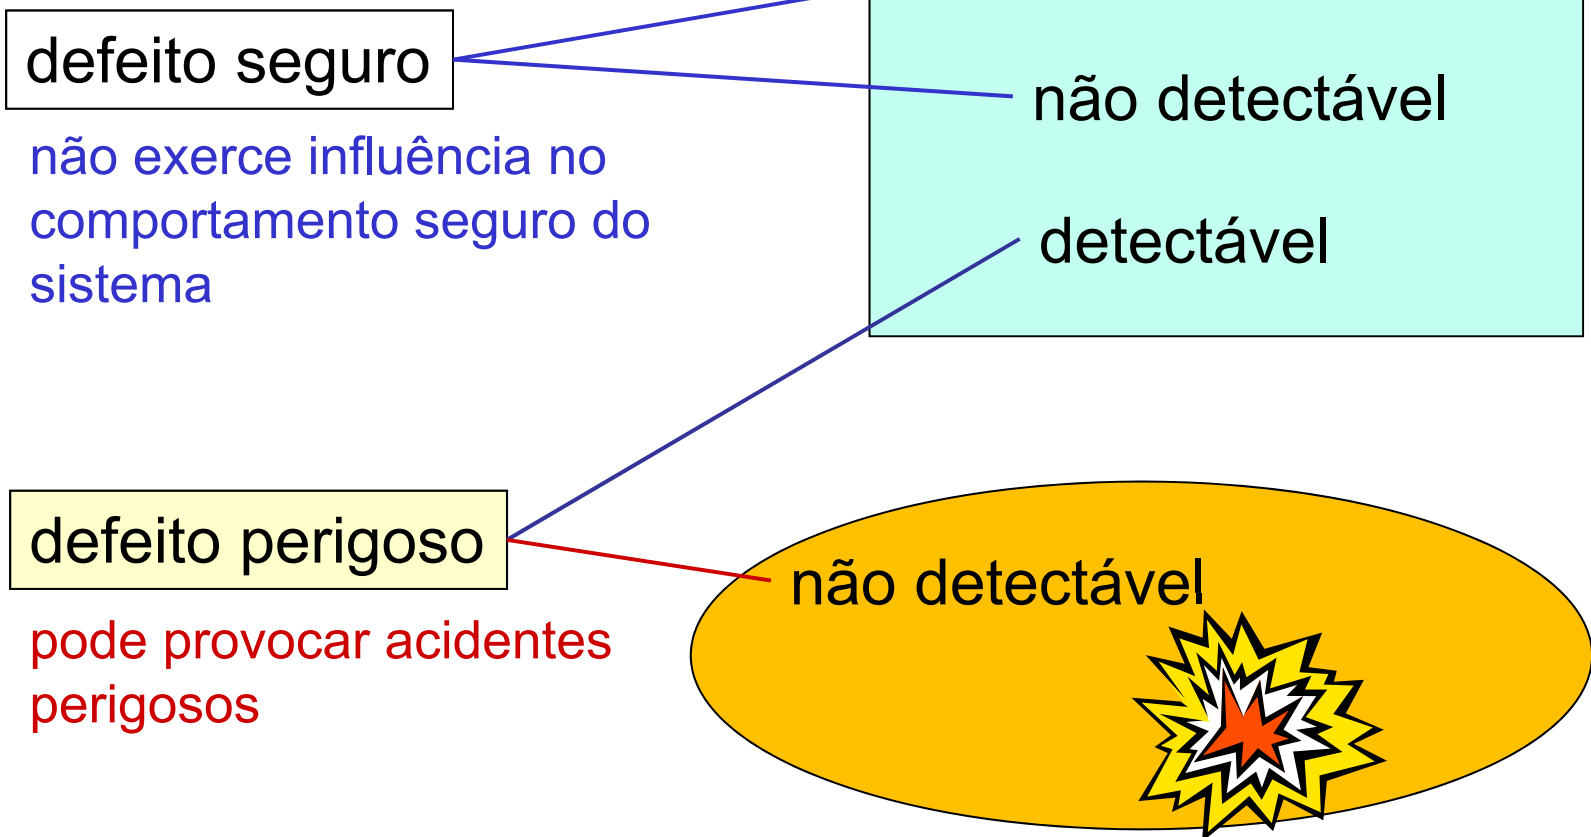 defeito seguro
não detectável
não exerce influência no
comportamento seguro do
sistema
detectável
defeito perigoso
não detectável
pode provocar acidentes
perigosos